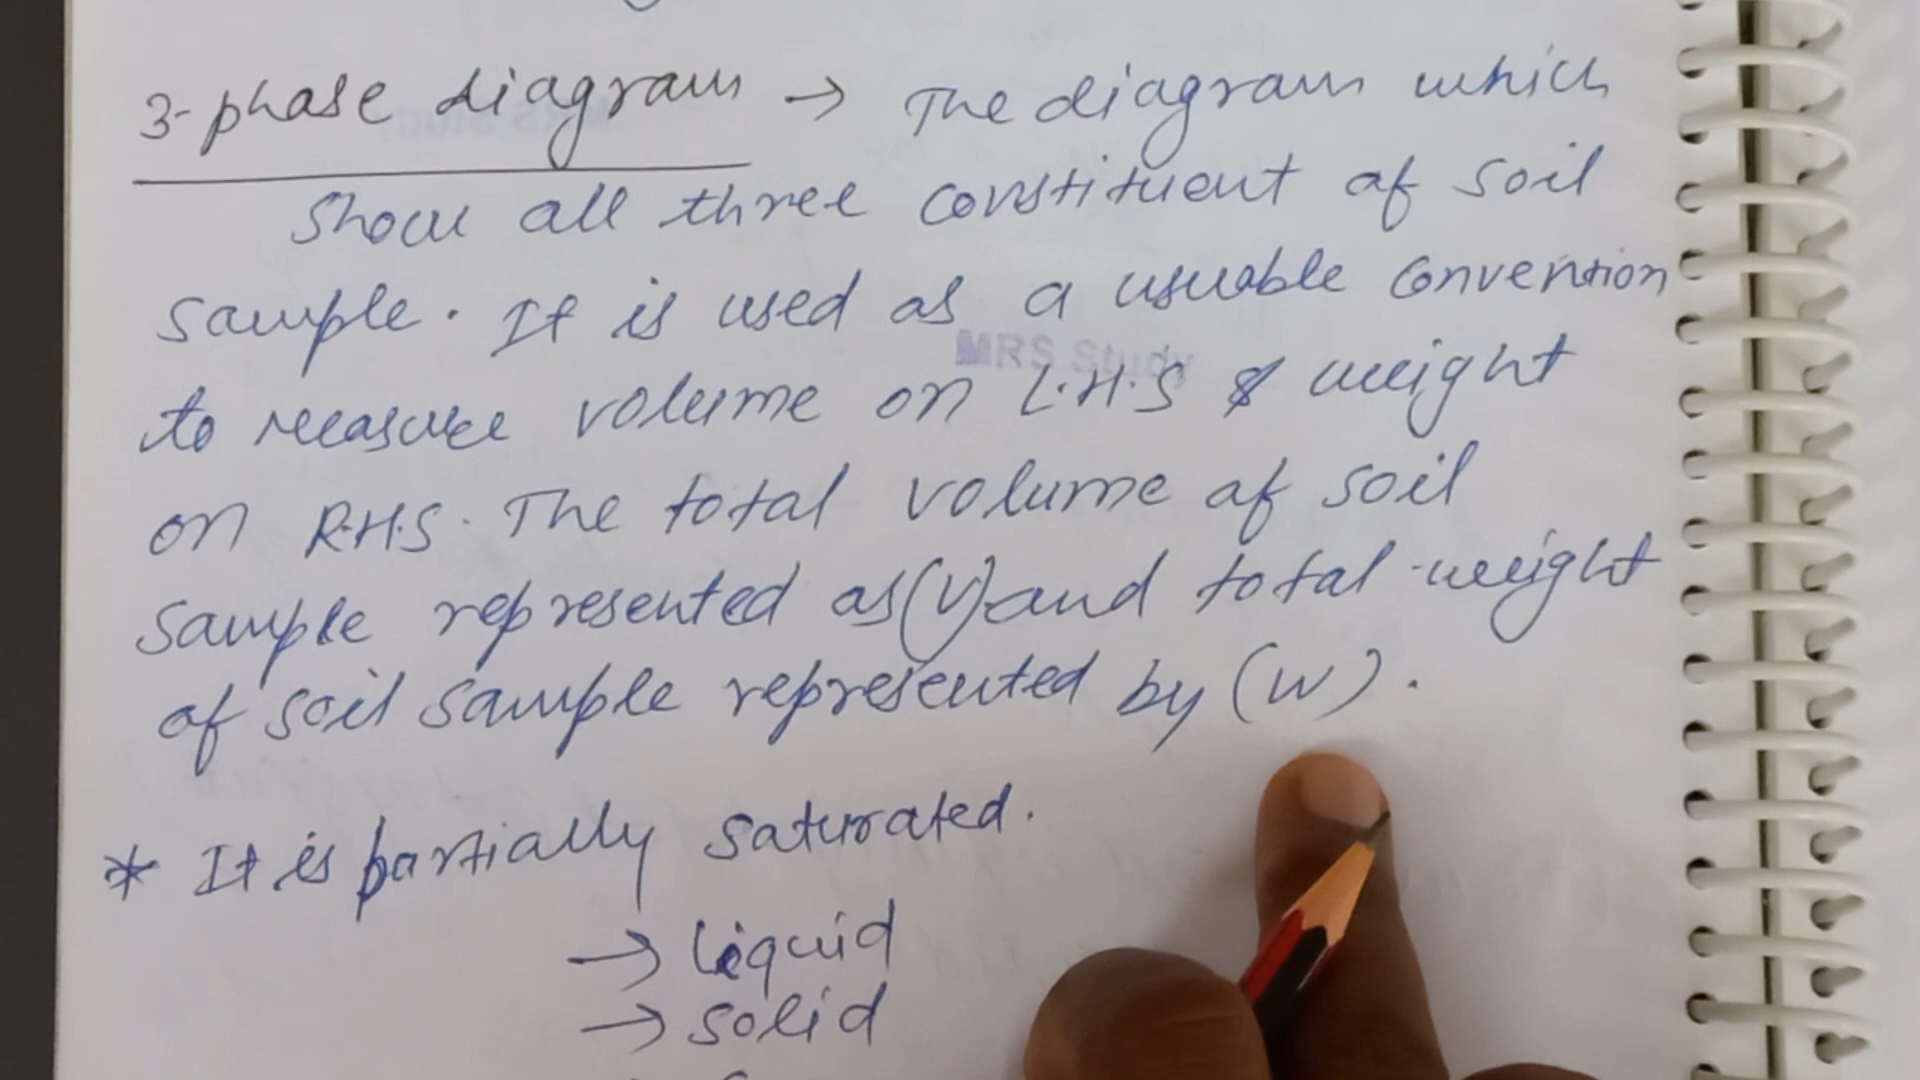 3-phase diagram → The diagram which
Show all three constituent of soil
sample. It is used as a usuable convention
MRS Study
to measure volume on L.H.S & weight
on R.H.S. The total volume of soil
sample represented as (V) and total weight
of soil sample represented by (W).
* It is partially saturated.
→ liquid
→ solid